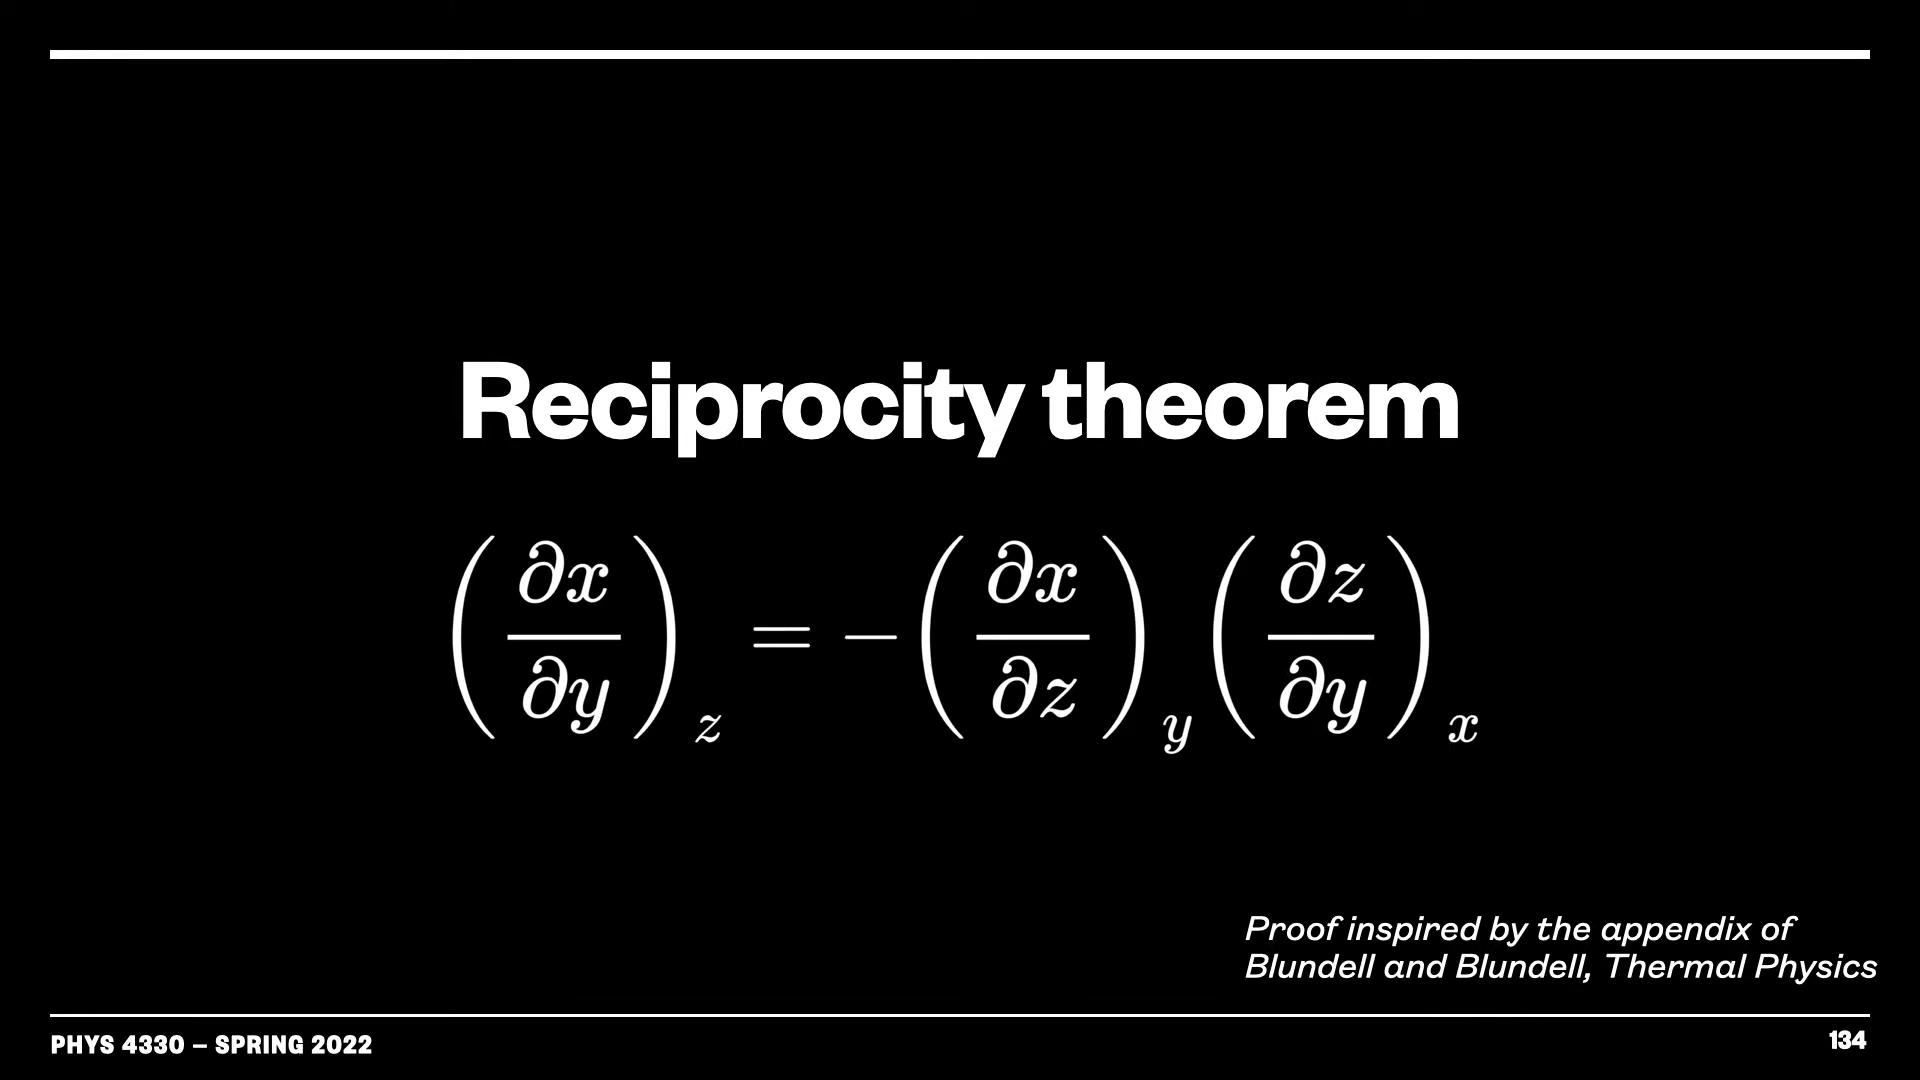 Reciprocity theorem
$\left(\frac{\partial x}{\partial y}\right)_z = -\left(\frac{\partial x}{\partial z}\right)_y \left(\frac{\partial z}{\partial y}\right)_x$
Proof inspired by the appendix of
Blundell and Blundell, Thermal Physics
PHYS 4330 – SPRING 2022
134